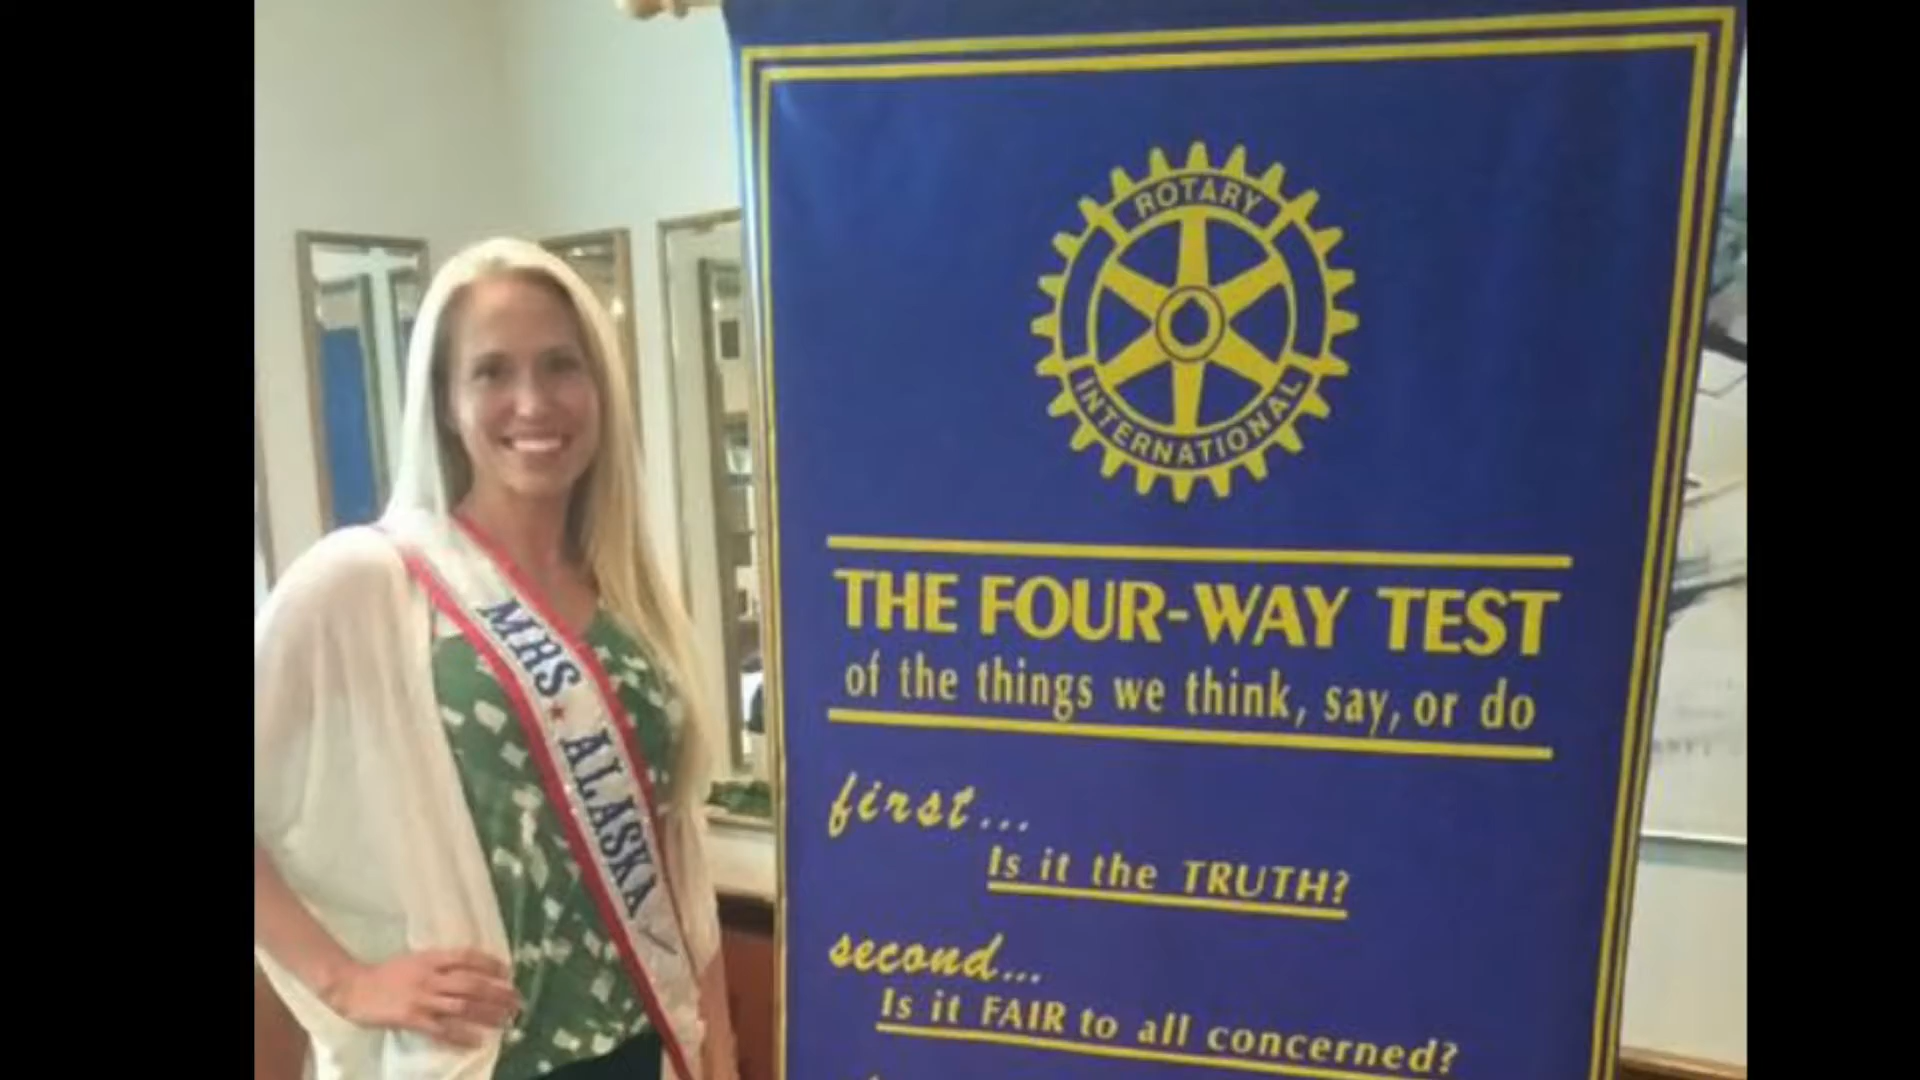 ROTARY
INTERNATIONAL
THE FOUR-WAY TEST
of the things we think, say, or do
first...
Is it the TRUTH?
second...
Is it FAIR to all concerned?
MRS. ALASKA